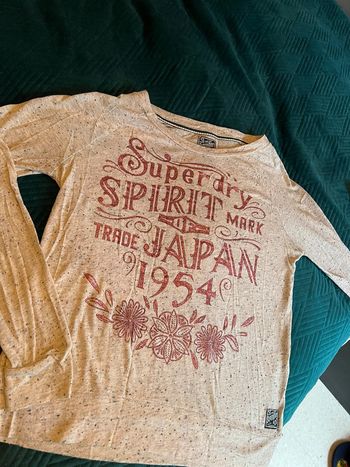 Superdry
SPIRIT MARK
TRADE JAPAN
1954